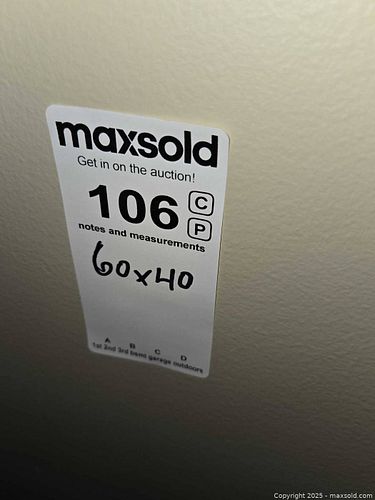 maxsold
Get in on the auction!
106 C
P
notes and measurements
60x40
A B C D
1st 2nd 3rd bsmt garage outdoors
Copyright 2025 - maxsold.com